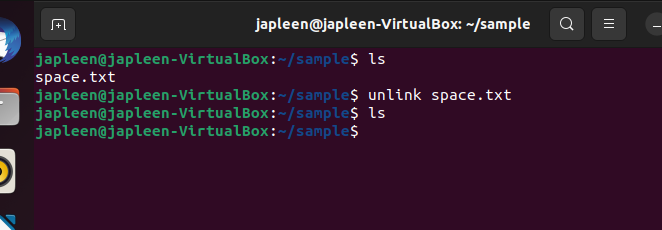 japleen@japleen-VirtualBox: ~/sample
japleen@japleen-VirtualBox:~/sample$ ls
space.txt
japleen@japleen-VirtualBox:~/sample$ unlink space.txt
japleen@japleen-VirtualBox:~/sample$ ls
japleen@japleen-VirtualBox:~/sample$